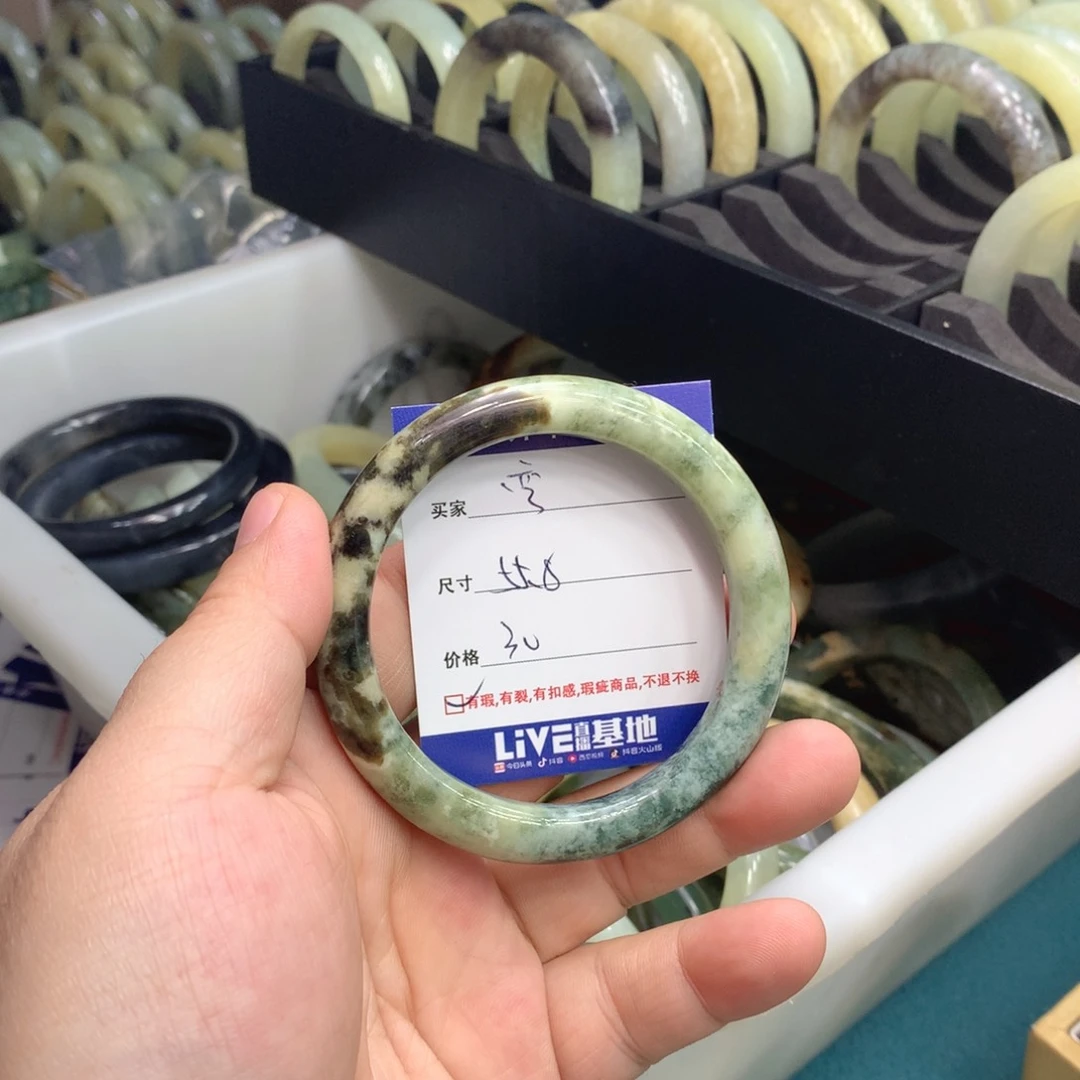 买家 弯
尺寸
价格 30
有瑕,有裂,有扣感,瑕疵商品,不退不换
LiVE直播基地
今日头条 抖音 西瓜视频 抖音火山版